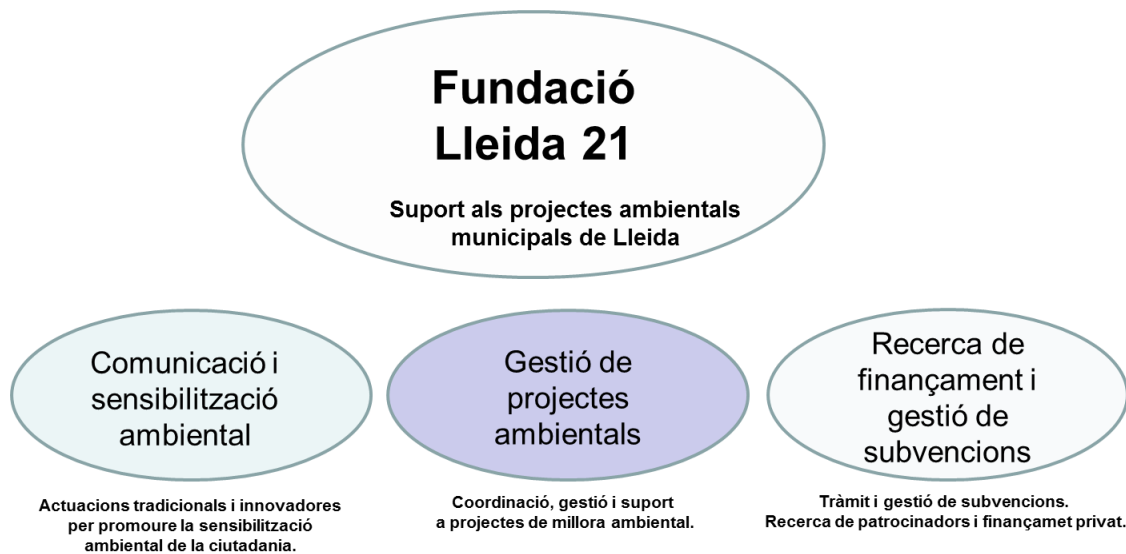 Fundació
Lleida 21
Suport als projectes ambientals
municipals de Lleida
Comunicació i
sensibilització
ambiental
Gestió de
projectes
ambientals
Recerca de
finançament i
gestió de
subvencions
Actuacions tradicionals i innovadores
per promoure la sensibilització
ambiental de la ciutadania.
Coordinació, gestió i suport
a projectes de millora ambiental.
Tràmit i gestió de subvencions.
Recerca de patrocinadors i finançamet privat.